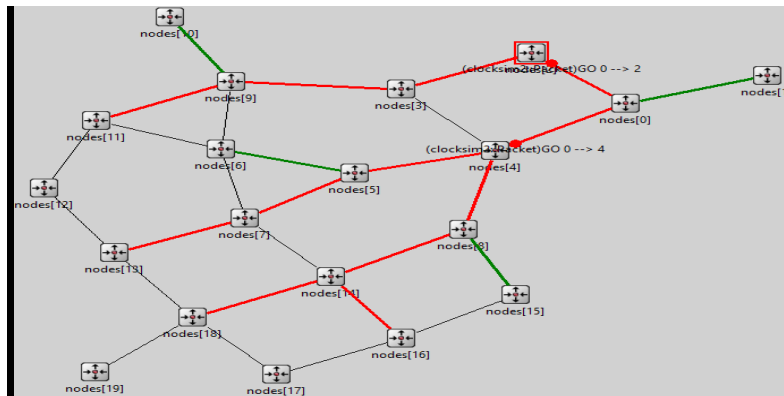 nodes[10]
(clocksim2::Packet)GO 0 --> 2
nodes[9]
nodes[3]
nodes[0]
nodes[11]
(clocksim2::Packet)GO 0 --> 4
nodes[6]
nodes[4]
nodes[5]
nodes[12]
nodes[7]
nodes[8]
nodes[13]
nodes[14]
nodes[15]
nodes[18]
nodes[16]
nodes[19]
nodes[17]